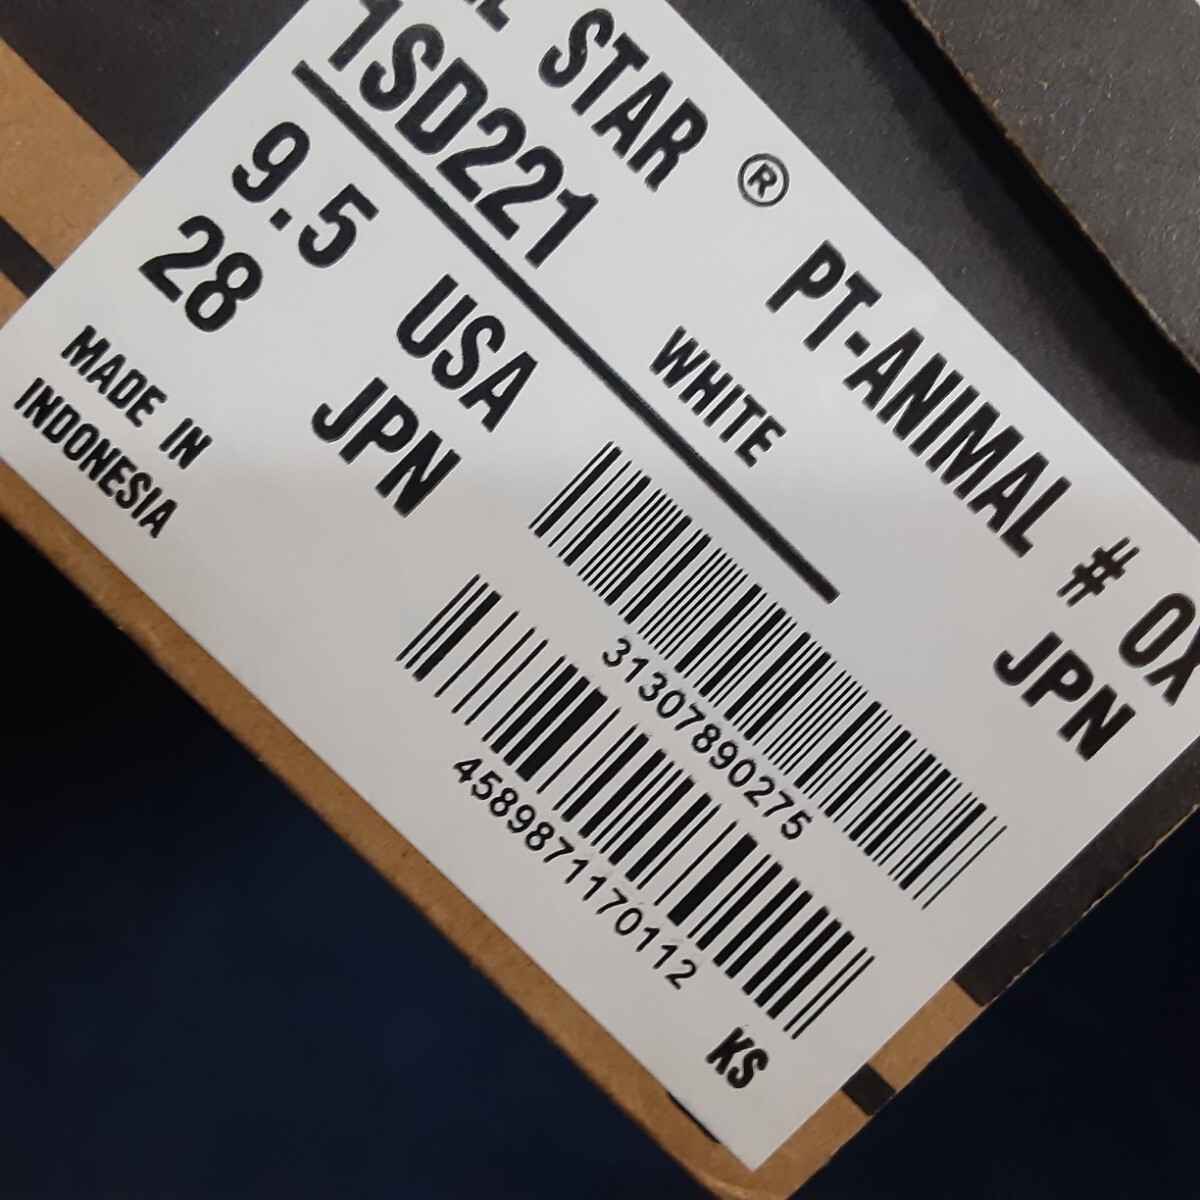 STAR ® PT-ANIMAL # OX
1SD221 WHITE JPN
9.5 USA
28 JPN
31307890275
4589871170112
MADE IN
INDONESIA
KS